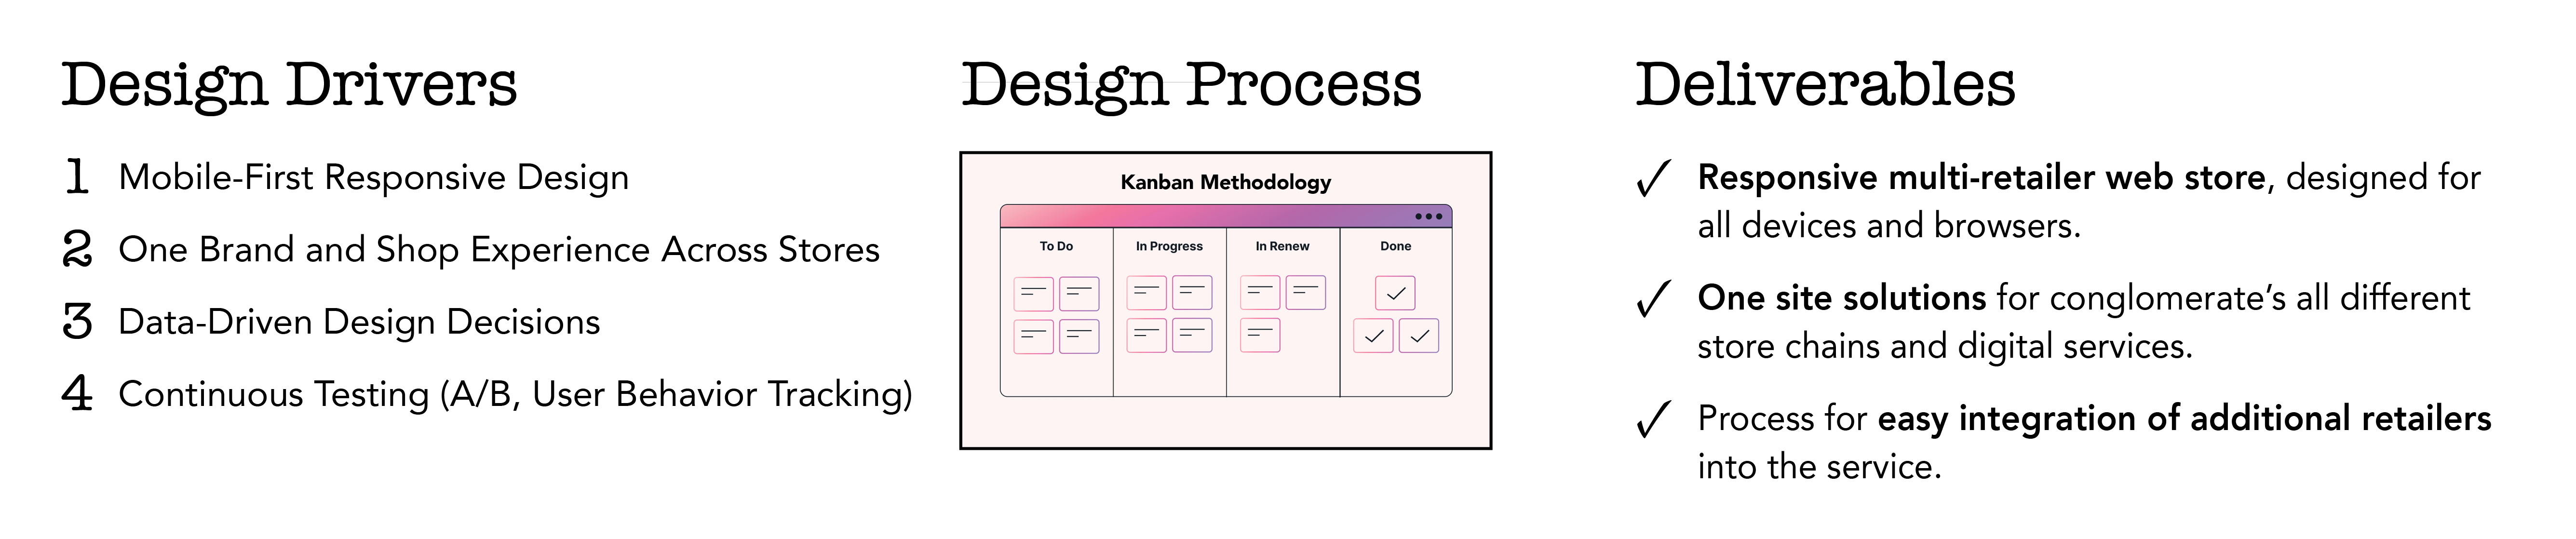 Design Drivers
1 Mobile-First Responsive Design
2 One Brand and Shop Experience Across Stores
3 Data-Driven Design Decisions
4 Continuous Testing (A/B, User Behavior Tracking)
Design Process
Kanban Methodology
To Do
In Progress
In Renew
Done
Deliverables
✓ Responsive multi-retailer web store, designed for
all devices and browsers.
✓ One site solutions for conglomerate’s all different
store chains and digital services.
✓ Process for easy integration of additional retailers
into the service.